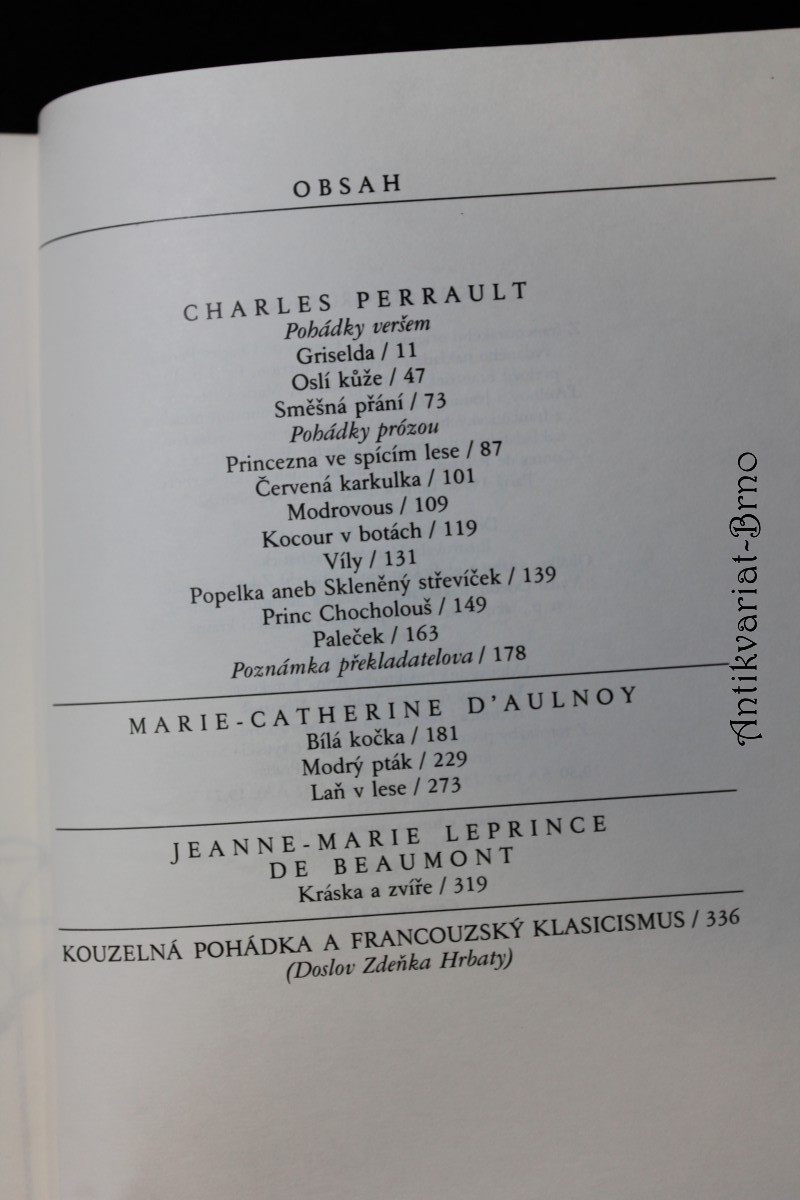 OBSAH
CHARLES PERRAULT
Pohádky veršem
Griselda / 11
Oslí kůže / 47
Směšná přání / 73
Pohádky prózou
Princezna ve spícím lese / 87
Červená karkulka / 101
Modrovous / 109
Kocour v botách / 119
Víly / 131
Popelka aneb Skleněný střevíček / 139
Princ Chocholouš / 149
Paleček / 163
Poznámka překladatelova / 178
MARIE-CATHERINE D'AULNOY
Bílá kočka / 181
Modrý pták / 229
Laň v lese / 273
JEANNE-MARIE LEPRINCE
DE BEAUMONT
Kráska a zvíře / 319
KOUZELNÁ POHÁDKA A FRANCOUZSKÝ KLASICISMUS / 336
(Doslov Zdeňka Hrbaty)
Antikvariat-Brno